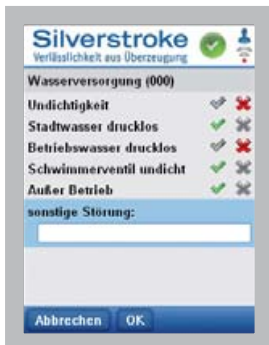 Silverstroke
Verlässlichkeit aus Überzeugung
Wasserversorgung (000)
Undichtigkeit
Stadtwasser drucklos
Betriebswasser drucklos
Schwimmerventil undicht
Außer Betrieb
sonstige Störung:
Abbrechen OK